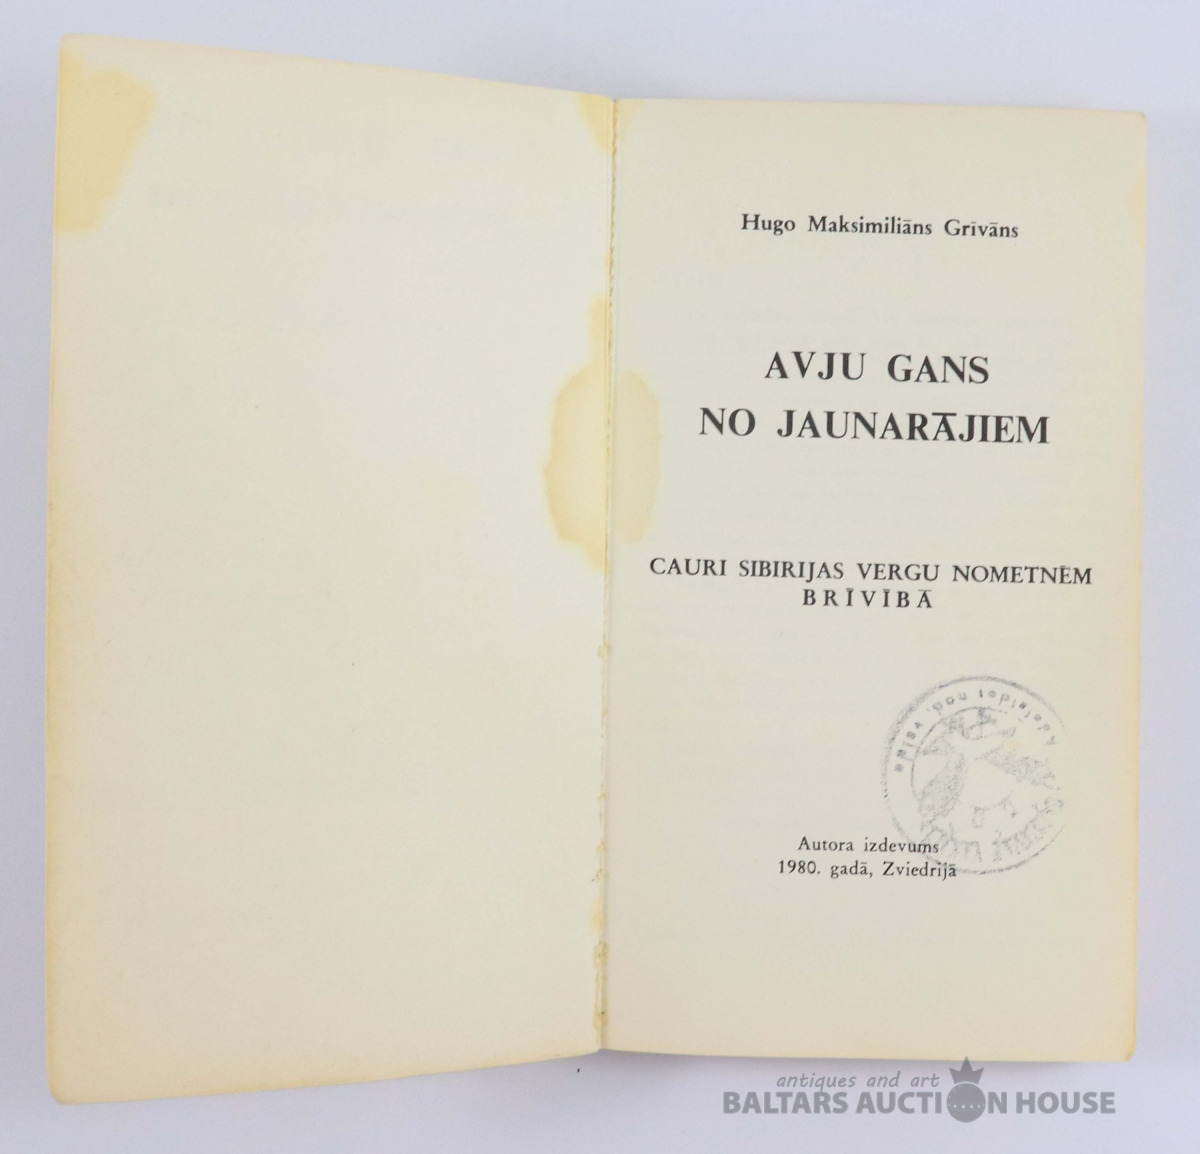 Hugo Maksimiliāns Grīvāns
AVJU GANS
NO JAUNARĀJIEM
CAURI SIBIRIJAS VERGU NOMETNĒM
BRĪVĪBĀ
Autora izdevums
1980. gadā, Zviedrijā
antiques and art
BALTARS AUCTION HOUSE